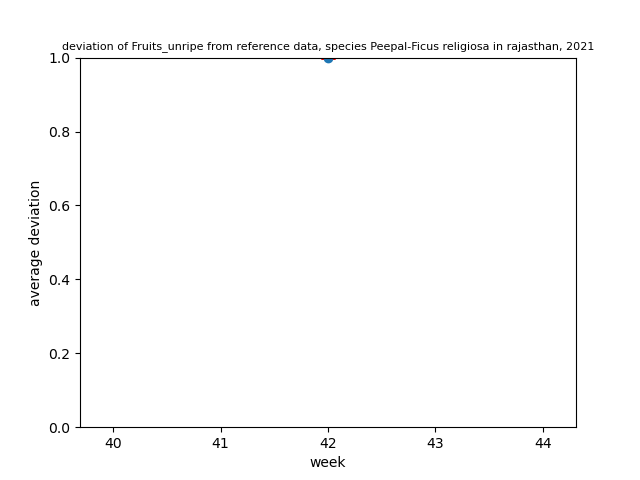 deviation of Fruits_unripe from reference data, species Peepal-Ficus religiosa in rajasthan, 2021
1.0
0.8
0.6
0.4
0.2
0.0
average deviation
40 41 42 43 44
week